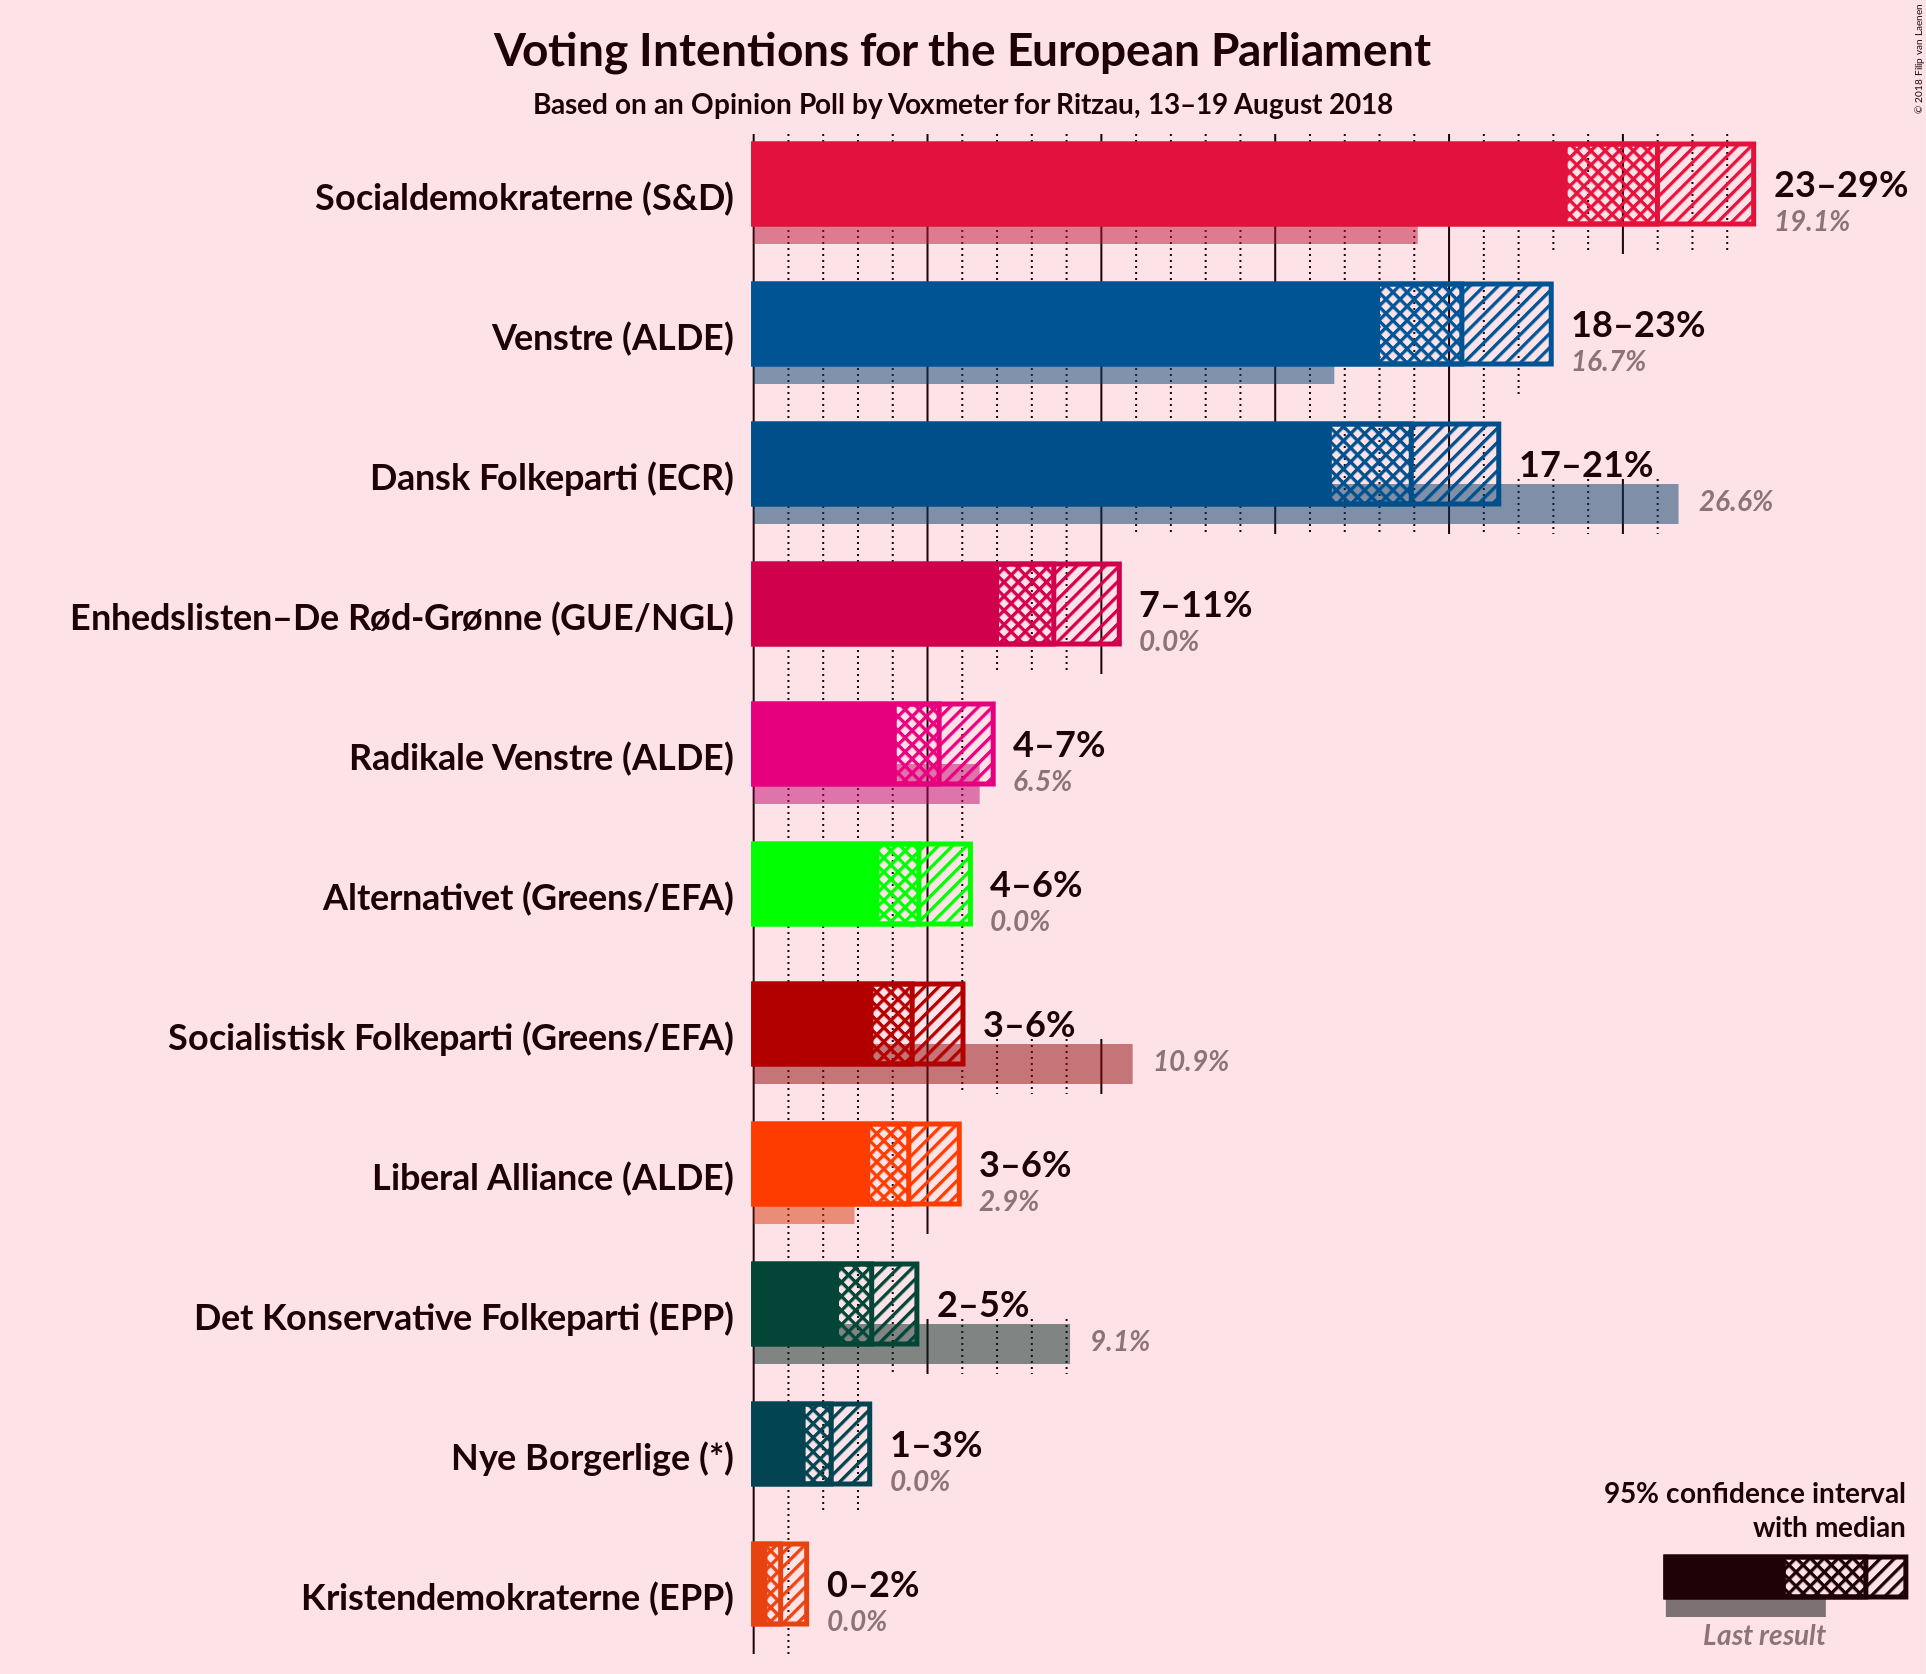 Voting Intentions for the European Parliament
Based on an Opinion Poll by Voxmeter for Ritzau, 13–19 August 2018
© 2018 Filip van Laenen
Socialdemokraterne (S&D)
23–29%
19.1%
Venstre (ALDE)
18–23%
16.7%
Dansk Folkeparti (ECR)
17–21%
26.6%
Enhedslisten–De Rød-Grønne (GUE/NGL)
7–11%
0.0%
Radikale Venstre (ALDE)
4–7%
6.5%
Alternativet (Greens/EFA)
4–6%
0.0%
Socialistisk Folkeparti (Greens/EFA)
3–6%
10.9%
Liberal Alliance (ALDE)
3–6%
2.9%
Det Konservative Folkeparti (EPP)
2–5%
9.1%
Nye Borgerlige (*)
1–3%
0.0%
Kristendemokraterne (EPP)
0–2%
0.0%
95% confidence interval
with median
Last result